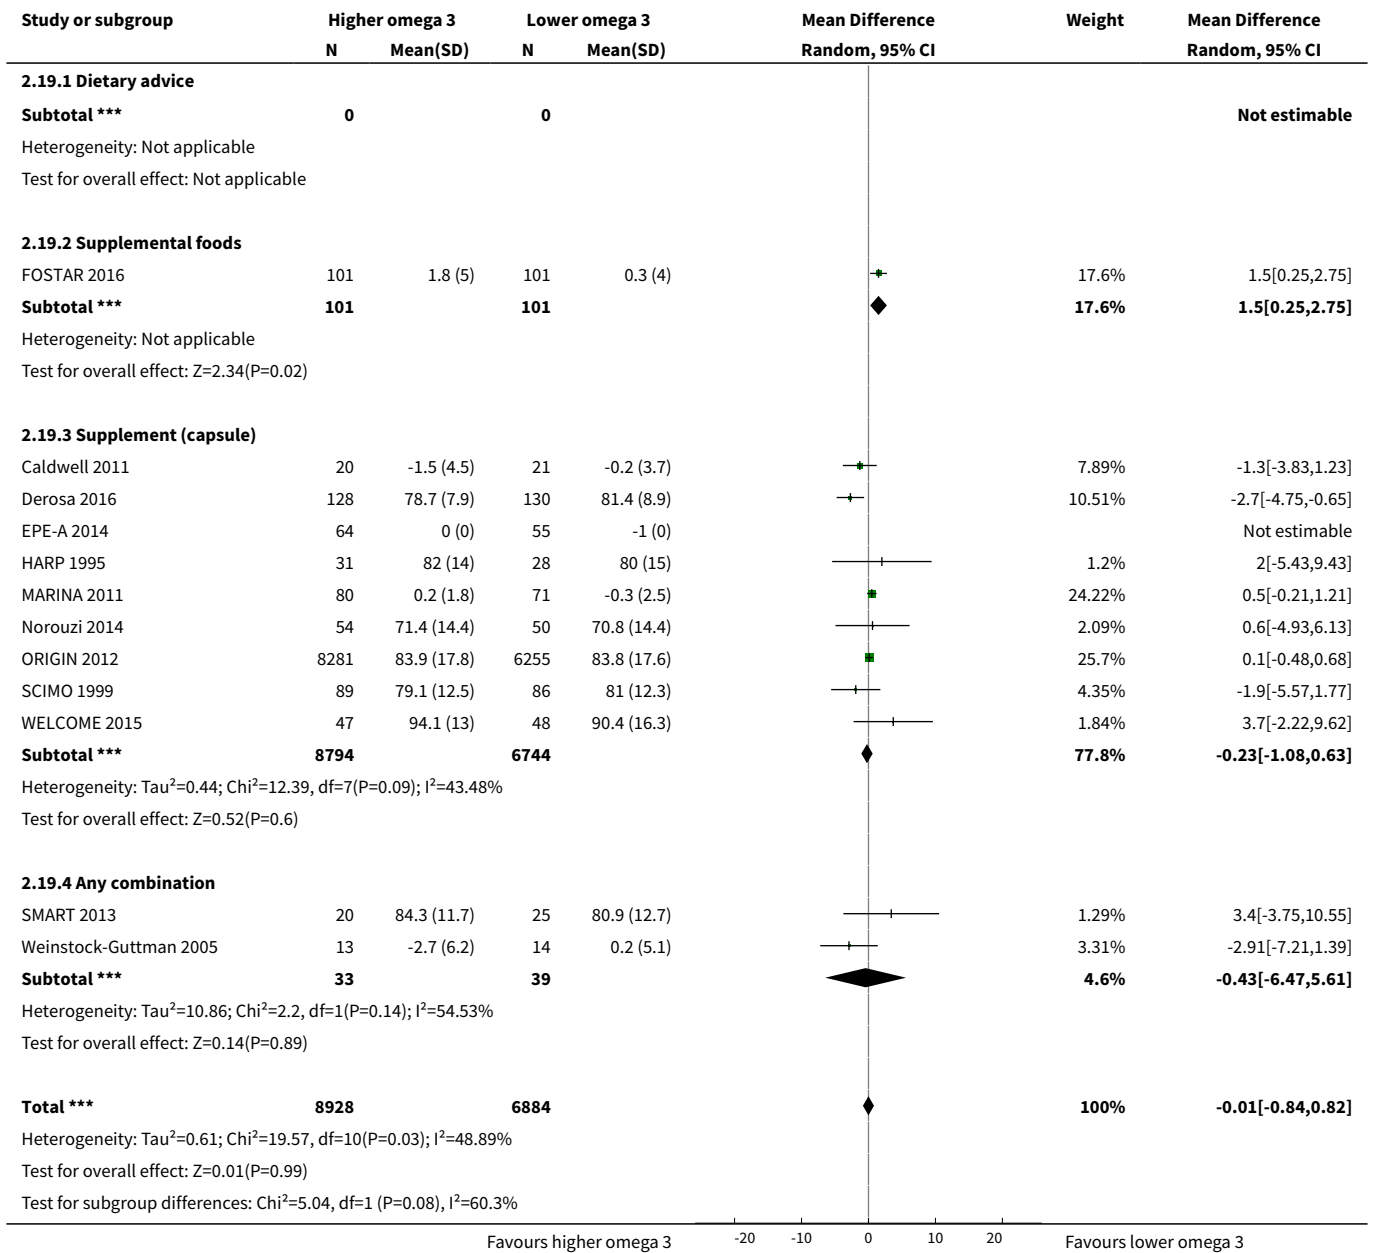 Study or subgroup Higher omega 3 Lower omega 3 Mean Difference Weight Mean Difference
N Mean(SD) N Mean(SD) Random, 95% CI Random, 95% CI
2.19.1 Dietary advice
Subtotal *** 0 0 Not estimable
Heterogeneity: Not applicable
Test for overall effect: Not applicable
2.19.2 Supplemental foods
FOSTAR 2016 101 1.8 (5) 101 0.3 (4) 17.6% 1.5[0.25,2.75]
Subtotal *** 101 101 17.6% 1.5[0.25,2.75]
Heterogeneity: Not applicable
Test for overall effect: Z=2.34(P=0.02)
2.19.3 Supplement (capsule)
Caldwell 2011 20 -1.5 (4.5) 21 -0.2 (3.7) 7.89% -1.3[-3.83,1.23]
Derosa 2016 128 78.7 (7.9) 130 81.4 (8.9) 10.51% -2.7[-4.75,-0.65]
EPE-A 2014 64 0 (0) 55 -1 (0) Not estimable
HARP 1995 31 82 (14) 28 80 (15) 1.2% 2[-5.43,9.43]
MARINA 2011 80 0.2 (1.8) 71 -0.3 (2.5) 24.22% 0.5[-0.21,1.21]
Norouzi 2014 54 71.4 (14.4) 50 70.8 (14.4) 2.09% 0.6[-4.93,6.13]
ORIGIN 2012 8281 83.9 (17.8) 6255 83.8 (17.6) 25.7% 0.1[-0.48,0.68]
SCIMO 1999 89 79.1 (12.5) 86 81 (12.3) 4.35% -1.9[-5.57,1.77]
WELCOME 2015 47 94.1 (13) 48 90.4 (16.3) 1.84% 3.7[-2.22,9.62]
Subtotal *** 8794 6744 77.8% -0.23[-1.08,0.63]
Heterogeneity: Tau²=0.44; Chi²=12.39, df=7(P=0.09); I²=43.48%
Test for overall effect: Z=0.52(P=0.6)
2.19.4 Any combination
SMART 2013 20 84.3 (11.7) 25 80.9 (12.7) 1.29% 3.4[-3.75,10.55]
Weinstock-Guttman 2005 13 -2.7 (6.2) 14 0.2 (5.1) 3.31% -2.91[-7.21,1.39]
Subtotal *** 33 39 4.6% -0.43[-6.47,5.61]
Heterogeneity: Tau²=10.86; Chi²=2.2, df=1(P=0.14); I²=54.53%
Test for overall effect: Z=0.14(P=0.89)
Total *** 8928 6884 100% -0.01[-0.84,0.82]
Heterogeneity: Tau²=0.61; Chi²=19.57, df=10(P=0.03); I²=48.89%
Test for overall effect: Z=0.01(P=0.99)
Test for subgroup differences: Chi²=5.04, df=1 (P=0.08), I²=60.3%
Favours higher omega 3 -20 -10 0 10 20 Favours lower omega 3